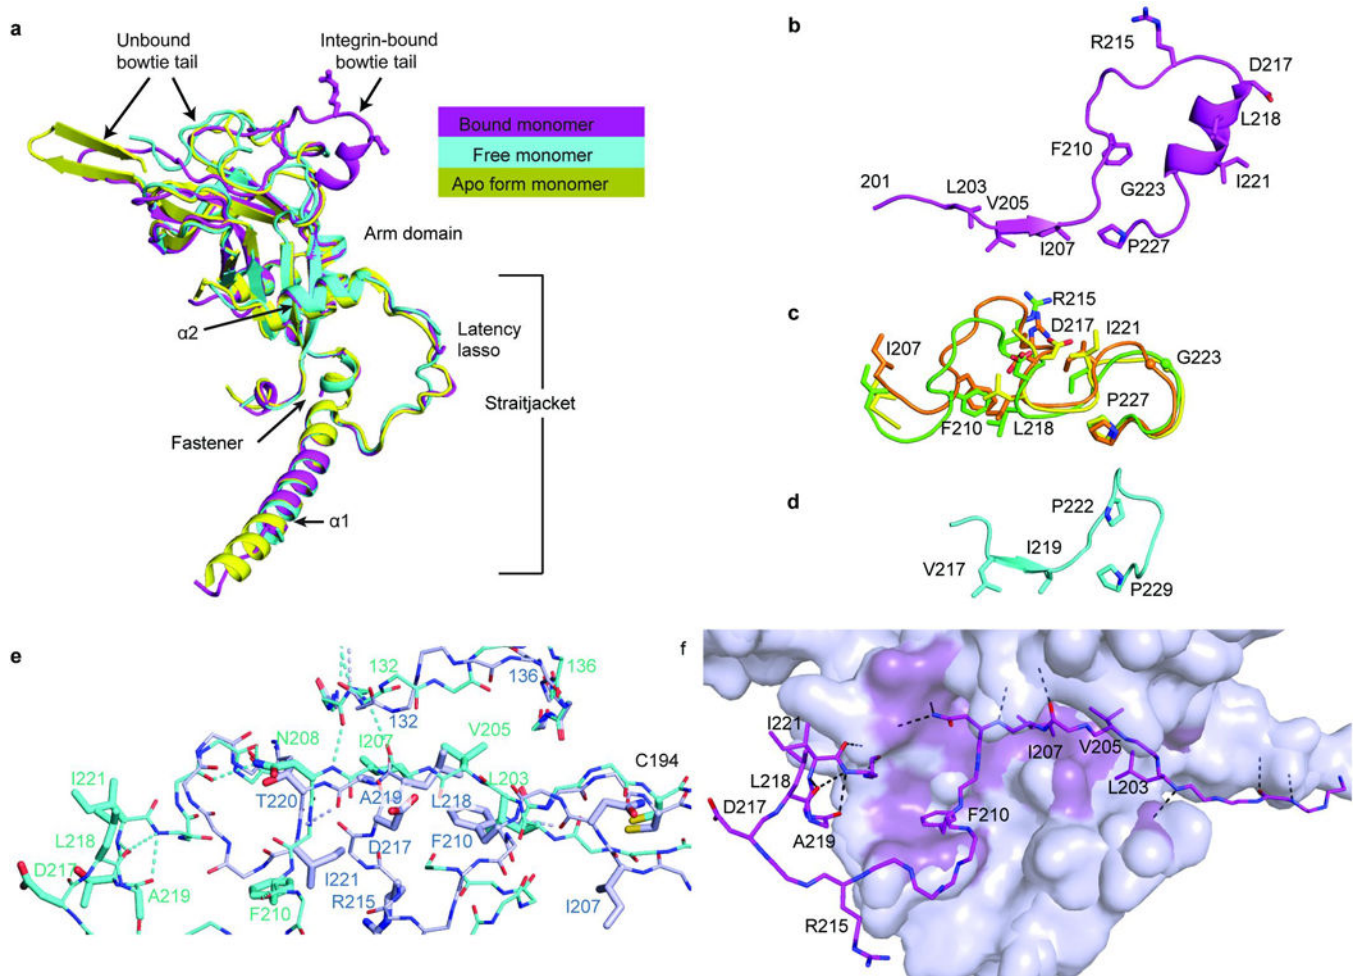 a
Unbound
bowtie tail
Integrin-bound
bowtie tail
Bound monomer
Free monomer
Apo form monomer
Arm domain
α2
Latency
lasso
Straitjacket
Fastener
α1
b
R215
D217
L218
F210
I221
G223
201
L203
V205
I207
P227
c
R215
D217
I221
I207
G223
P227
F210
L218
d
P222
I219
V217
P229
e
132
136
136
132
V205
N208
I207
C194
I221
L203
T220
A219
L218
L218
F210
D217
D217
I221
A219
R215
F210
I207
f
I221
I207
V205
L218
L203
D217
F210
A219
R215